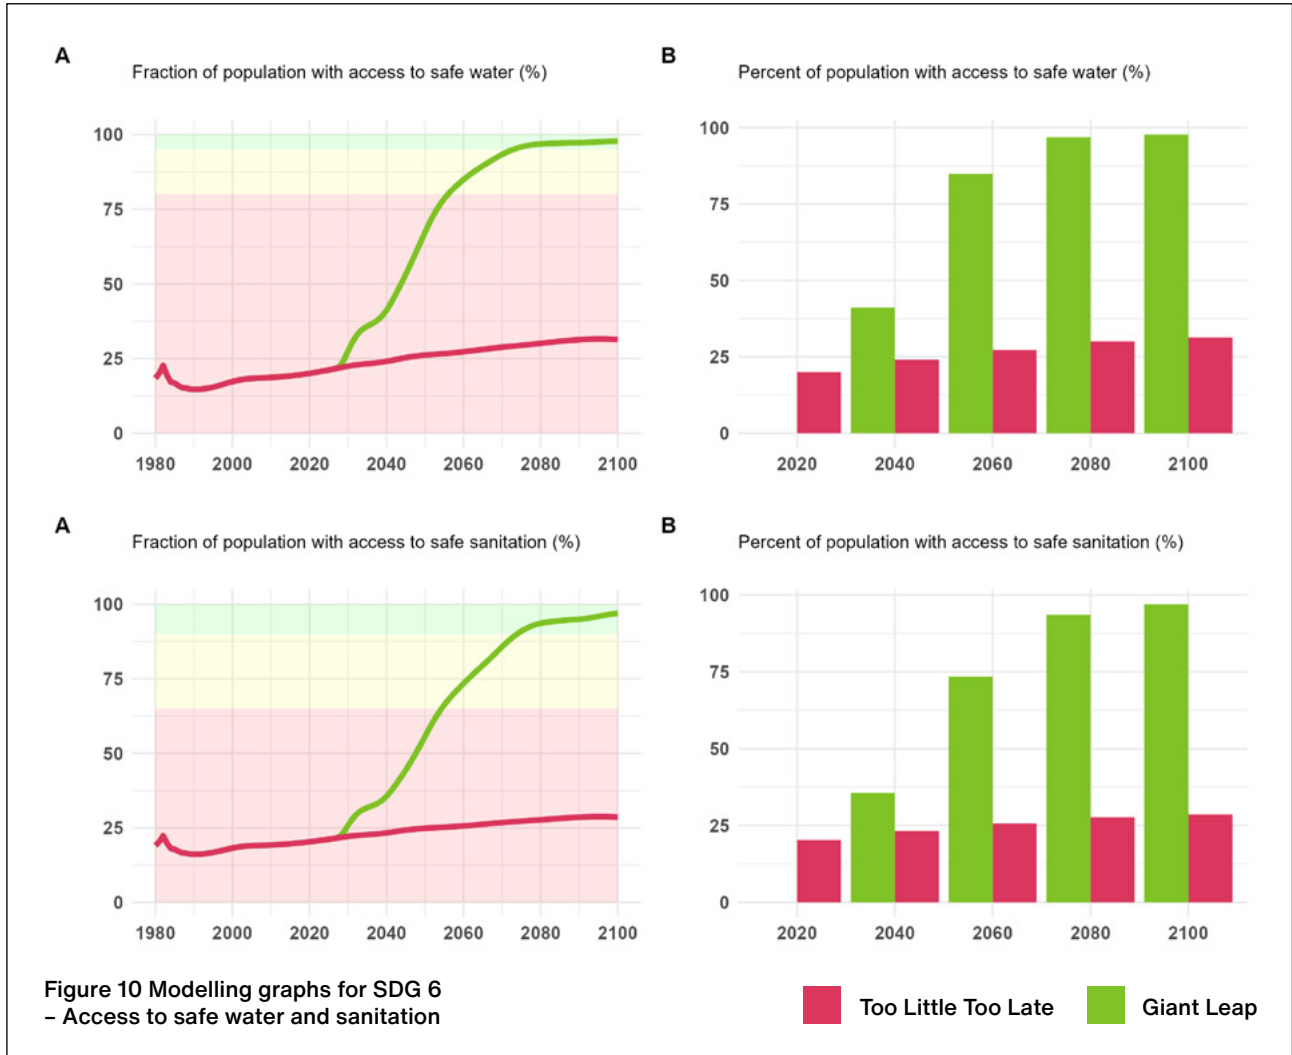 A
Fraction of population with access to safe water (%)
100
75
50
25
0
1980 2000 2020 2040 2060 2080 2100
B
Percent of population with access to safe water (%)
100
75
50
25
0
2020 2040 2060 2080 2100
A
Fraction of population with access to safe sanitation (%)
100
75
50
25
0
1980 2000 2020 2040 2060 2080 2100
B
Percent of population with access to safe sanitation (%)
100
75
50
25
0
2020 2040 2060 2080 2100
Figure 10 Modelling graphs for SDG 6
– Access to safe water and sanitation
Too Little Too Late
Giant Leap